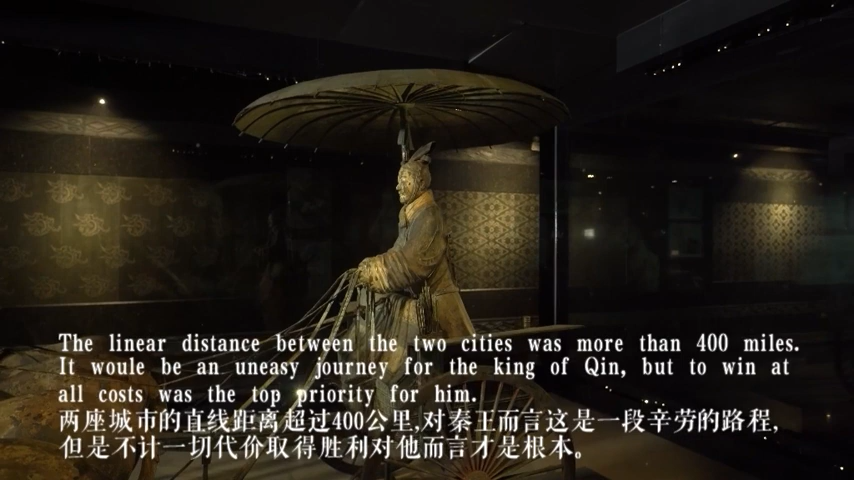 The linear distance between the two cities was more than 400 miles.
It woule be an uneasy journey for the king of Qin, but to win at
all costs was the top priority for him.
两座城市的直线距离超过400公里,对秦王而言这是一段辛劳的路程,
但是不计一切代价取得胜利对他而言才是根本。